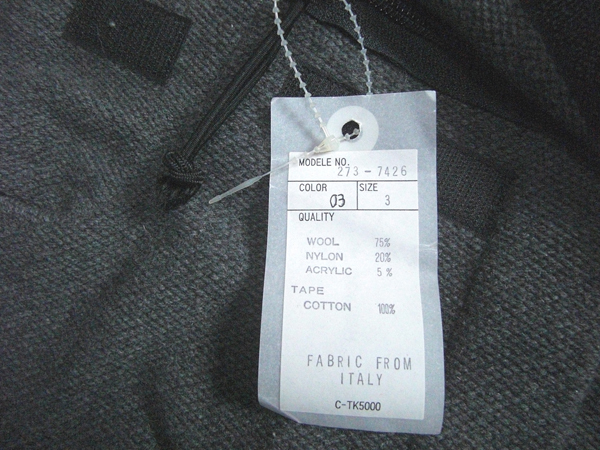 MODELE NO.
273-7426
COLOR SIZE
03 3
QUALITY
WOOL 75%
NYLON 20%
ACRYLIC 5%
TAPE
COTTON 100%
FABRIC FROM
ITALY
C-TK5000